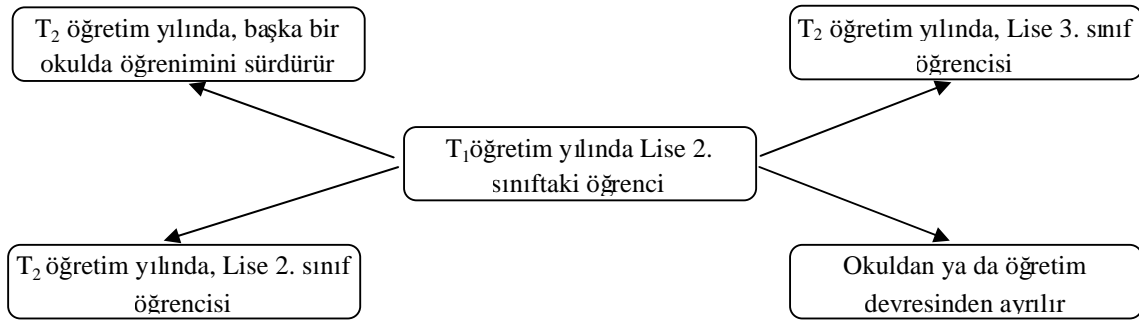 T₂ öğretim yılında, başka bir
okulda öğrenimini sürdürür
T₂ öğretim yılında, Lise 3. sınıf
öğrencisi
T₁öğretim yılında Lise 2.
sınıftaki öğrenci
T₂ öğretim yılında, Lise 2. sınıf
öğrencisi
Okuldan ya da öğretim
devresinden ayrılır